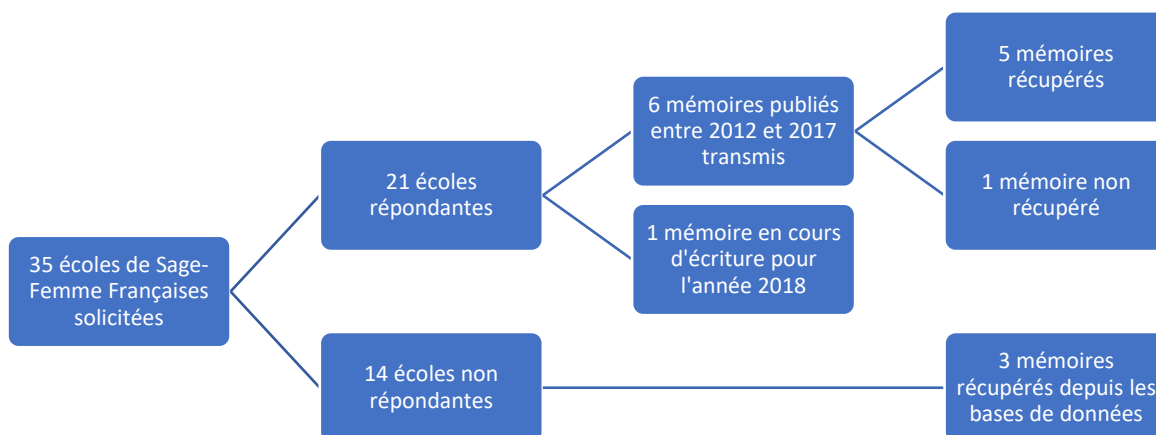 35 écoles de Sage-
Femme Françaises
solicitées
21 écoles
répondantes
14 écoles non
répondantes
6 mémoires publiés
entre 2012 et 2017
transmis
1 mémoire en cours
d'écriture pour
l'année 2018
5 mémoires
récupérés
1 mémoire non
récupéré
3 mémoires
récupérés depuis les
bases de données